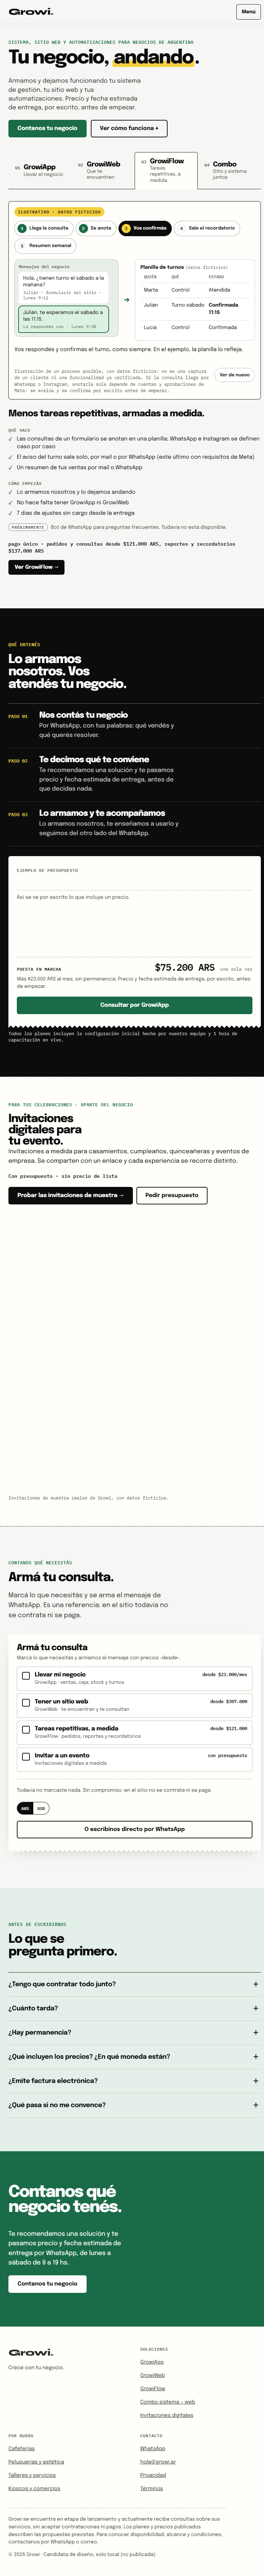 Growi.
Menú
SISTEMA, SITIO WEB Y AUTOMATIZACIONES PARA NEGOCIOS DE ARGENTINA
Tu negocio, andando.
Armamos y dejamos funcionando tu sistema
de gestión, tu sitio web y tus
automatizaciones. Precio y fecha estimada
por escrito, antes de empezar.
Contanos tu negocio
Ver cómo funciona ↓
01 GrowiApp
Llevar el negocio
02 GrowiWeb
Que te
encuentren
03 GrowiFlow
Tareas
repetitivas, a
medida
04 Combo
Sitio y sistema
juntos
ILUSTRATIVO · DATOS FICTICIOS
1 Llega la consulta
2 Se anota
3 Vos confirmás
4 Sale el recordatorio
5 Resumen semanal
Mensajes del negocio
Hola, ¿tienen turno el sábado a la
mañana?
Julián · formulario del sitio ·
lunes 9:12
Julián, te esperamos el sábado a
las 11:15.
Lo respondés vos · lunes 9:20
→
Planilla de turnos (datos ficticios)
QUIÉN QUÉ ESTADO
Marta Control Atendida
Julián Turno sábado Confirmada
11:15
Lucía Control Confirmada
Vos respondés y confirmás el turno, como siempre. En el ejemplo, la planilla lo refleja.
Ilustración de un proceso posible, con datos ficticios: no es una captura
de un cliente ni una funcionalidad ya verificada. Si la consulta llega por
WhatsApp o Instagram, anotarla sola depende de cuentas y aprobaciones de
Meta: se evalúa y se confirma por escrito antes de empezar.
Ver de nuevo
Menos tareas repetitivas, armadas a medida.
QUÉ HACE
✓ Las consultas de un formulario se anotan en una planilla; WhatsApp e Instagram se definen
caso por caso
✓ El aviso del turno sale solo, por mail o por WhatsApp (este último con requisitos de Meta)
✓ Un resumen de tus ventas por mail o WhatsApp
CÓMO EMPEZÁS
✓ Lo armamos nosotros y lo dejamos andando
✓ No hace falta tener GrowiApp ni GrowiWeb
✓ 7 días de ajustes sin cargo desde la entrega
PRÓXIMAMENTE Bot de WhatsApp para preguntas frecuentes. Todavía no está disponible.
pago único · pedidos y consultas desde $121.000 ARS, reportes y recordatorios
$137.000 ARS
Ver GrowiFlow →
QUÉ OBTENÉS
Lo armamos
nosotros. Vos
atendés tu negocio.
PASO 01 Nos contás tu negocio
Por WhatsApp, con tus palabras: qué vendés y
qué querés resolver.
PASO 02 Te decimos qué te conviene
Te recomendamos una solución y te pasamos
precio y fecha estimada por escrito, antes de
que decidas nada.
PASO 03 Lo armamos y te acompañamos
Lo armamos nosotros, te enseñamos a usarlo y
seguimos del otro lado del WhatsApp.
EJEMPLO DE PRESUPUESTO
Así se ve por escrito lo que incluye un precio.
PUESTA EN MARCHA $75.200 ARS una sola vez
Más $23.000 ARS al mes, sin permanencia. Precio y fecha estimada por escrito, antes
de empezar.
Consultar por GrowiApp
Todos los planes incluyen la configuración inicial hecha por nuestro equipo y 1 hora de
capacitación en vivo.
PARA TUS CELEBRACIONES · APARTE DEL NEGOCIO
Invitaciones
digitales para
tu evento.
Invitaciones a medida para casamientos, cumpleaños, quinceañeras y eventos de
empresa. Se comparten con un enlace y cada experiencia se recorre distinto.
Con presupuesto · sin precio de lista
Probar las invitaciones de muestra →
Pedir presupuesto
Invitaciones de muestra reales de Growi, con datos ficticios.
CONTANOS QUÉ NECESITÁS
Armá tu consulta.
Marcá lo que necesitás y se arma el mensaje de
WhatsApp. Es una referencia: en el sitio todavía no
se contrata ni se paga.
Armá tu consulta
Marcá lo que necesitás y armamos el mensaje con precios «desde».
Llevar mi negocio desde $23.000/mes
GrowiApp · ventas, caja, stock y turnos
Tener un sitio web desde $307.000
GrowiWeb · te encuentran y te consultan
Tareas repetitivas, a medida desde $121.000
GrowiFlow · pedidos, reportes y recordatorios
Invitar a un evento con presupuesto
Invitaciones digitales a medida
Todavía no marcaste nada. Sin compromiso: en el sitio no se contrata ni se paga.
ARS USD
O escribinos directo por WhatsApp
ANTES DE ESCRIBIRNOS
Lo que se
pregunta primero.
¿Tengo que contratar todo junto? +
¿Cuánto tarda? +
¿Hay permanencia? +
¿Qué incluyen los precios? ¿En qué moneda están? +
¿Emite factura electrónica? +
¿Qué pasa si no me convence? +
Contanos qué
negocio tenés.
Te recomendamos una solución y te
pasamos precio y fecha estimada de
entrega por WhatsApp, de lunes a
sábado de 9 a 19 hs.
Contanos tu negocio
Growi.
Crecé con tu negocio.
SOLUCIONES
GrowiApp
GrowiWeb
GrowiFlow
Combo sistema + web
Invitaciones digitales
POR RUBRO
Cafeterías
Peluquerías y estética
Talleres y servicios
Kioscos y comercios
CONTACTO
WhatsApp
hola@growi.ar
Privacidad
Términos
Growi se encuentra en etapa de lanzamiento y actualmente recibe consultas sobre sus
servicios, sin aceptar contrataciones ni pagos. Los planes y precios publicados
describen las propuestas previstas. Para conocer disponibilidad, alcance y condiciones,
contactanos por WhatsApp o correo.
© 2026 Growi · Candidata de diseño, solo local (no publicada).